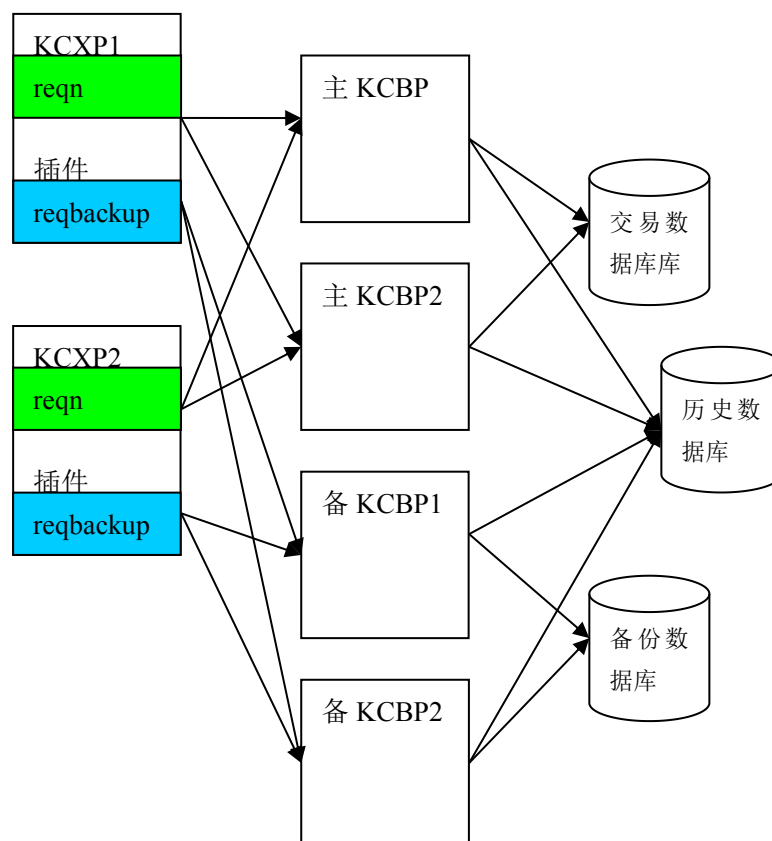 KCXP1
reqn
插件
reqbackup
KCXP2
reqn
插件
reqbackup
主 KCBP
主 KCBP2
备 KCBP1
备 KCBP2
交易数
据库库
历史数
据库
备份数
据库